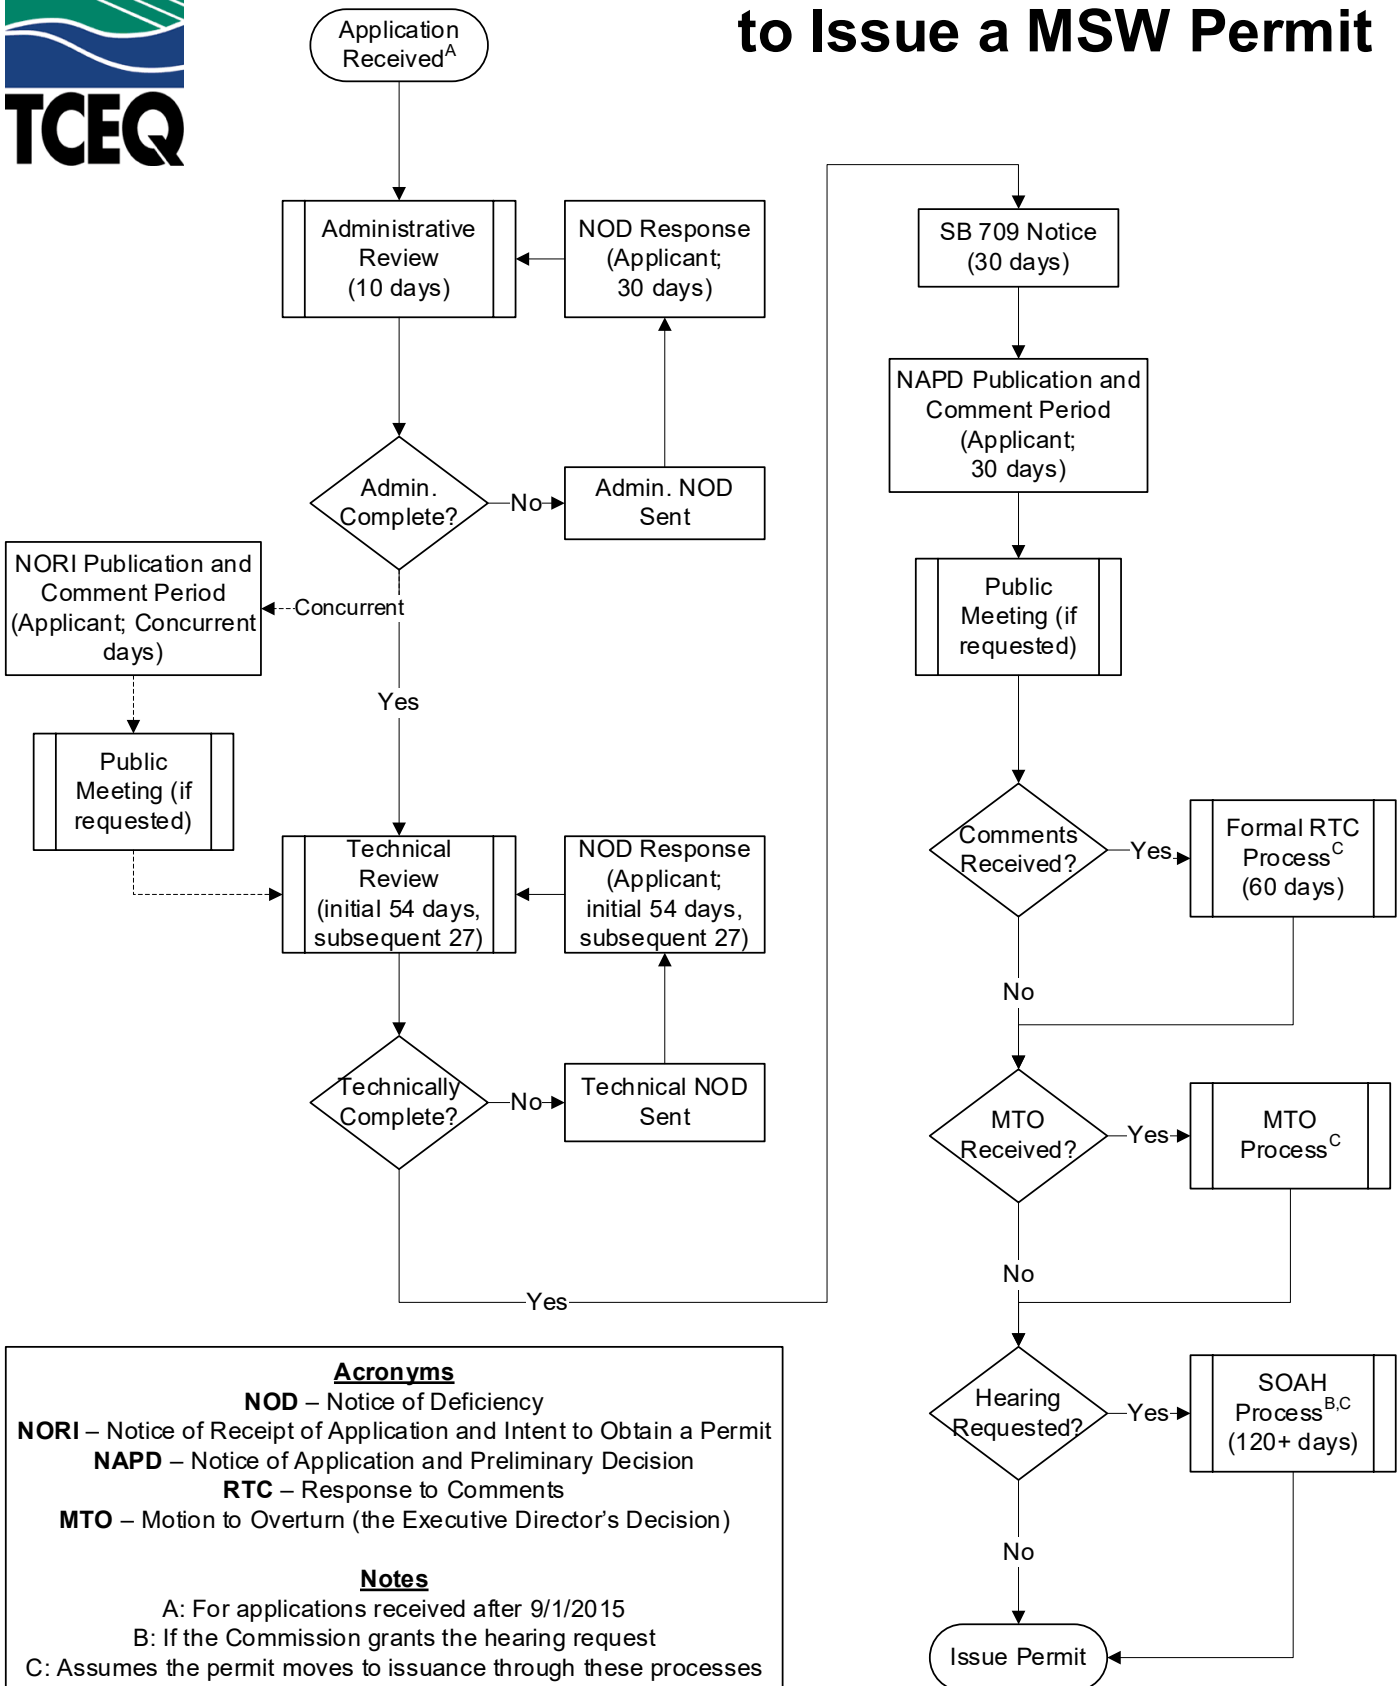 to Issue a MSW Permit
TCEQ
Application
Received^A
Administrative
Review
(10 days)
NOD Response
(Applicant;
30 days)
Admin.
Complete?
No
Admin. NOD
Sent
NORI Publication and
Comment Period
(Applicant; Concurrent
days)
Concurrent
Yes
Public
Meeting (if
requested)
Technical
Review
(initial 54 days,
subsequent 27)
NOD Response
(Applicant;
initial 54 days,
subsequent 27)
Technically
Complete?
No
Technical NOD
Sent
Yes
SB 709 Notice
(30 days)
NAPD Publication and
Comment Period
(Applicant;
30 days)
Public
Meeting (if
requested)
Comments
Received?
Yes
Formal RTC
Process^C
(60 days)
No
MTO
Received?
Yes
MTO
Process^C
No
Hearing
Requested?
Yes
SOAH
Process^B,C
(120+ days)
No
Issue Permit
Acronyms
NOD – Notice of Deficiency
NORI – Notice of Receipt of Application and Intent to Obtain a Permit
NAPD – Notice of Application and Preliminary Decision
RTC – Response to Comments
MTO – Motion to Overturn (the Executive Director's Decision)
Notes
A: For applications received after 9/1/2015
B: If the Commission grants the hearing request
C: Assumes the permit moves to issuance through these processes